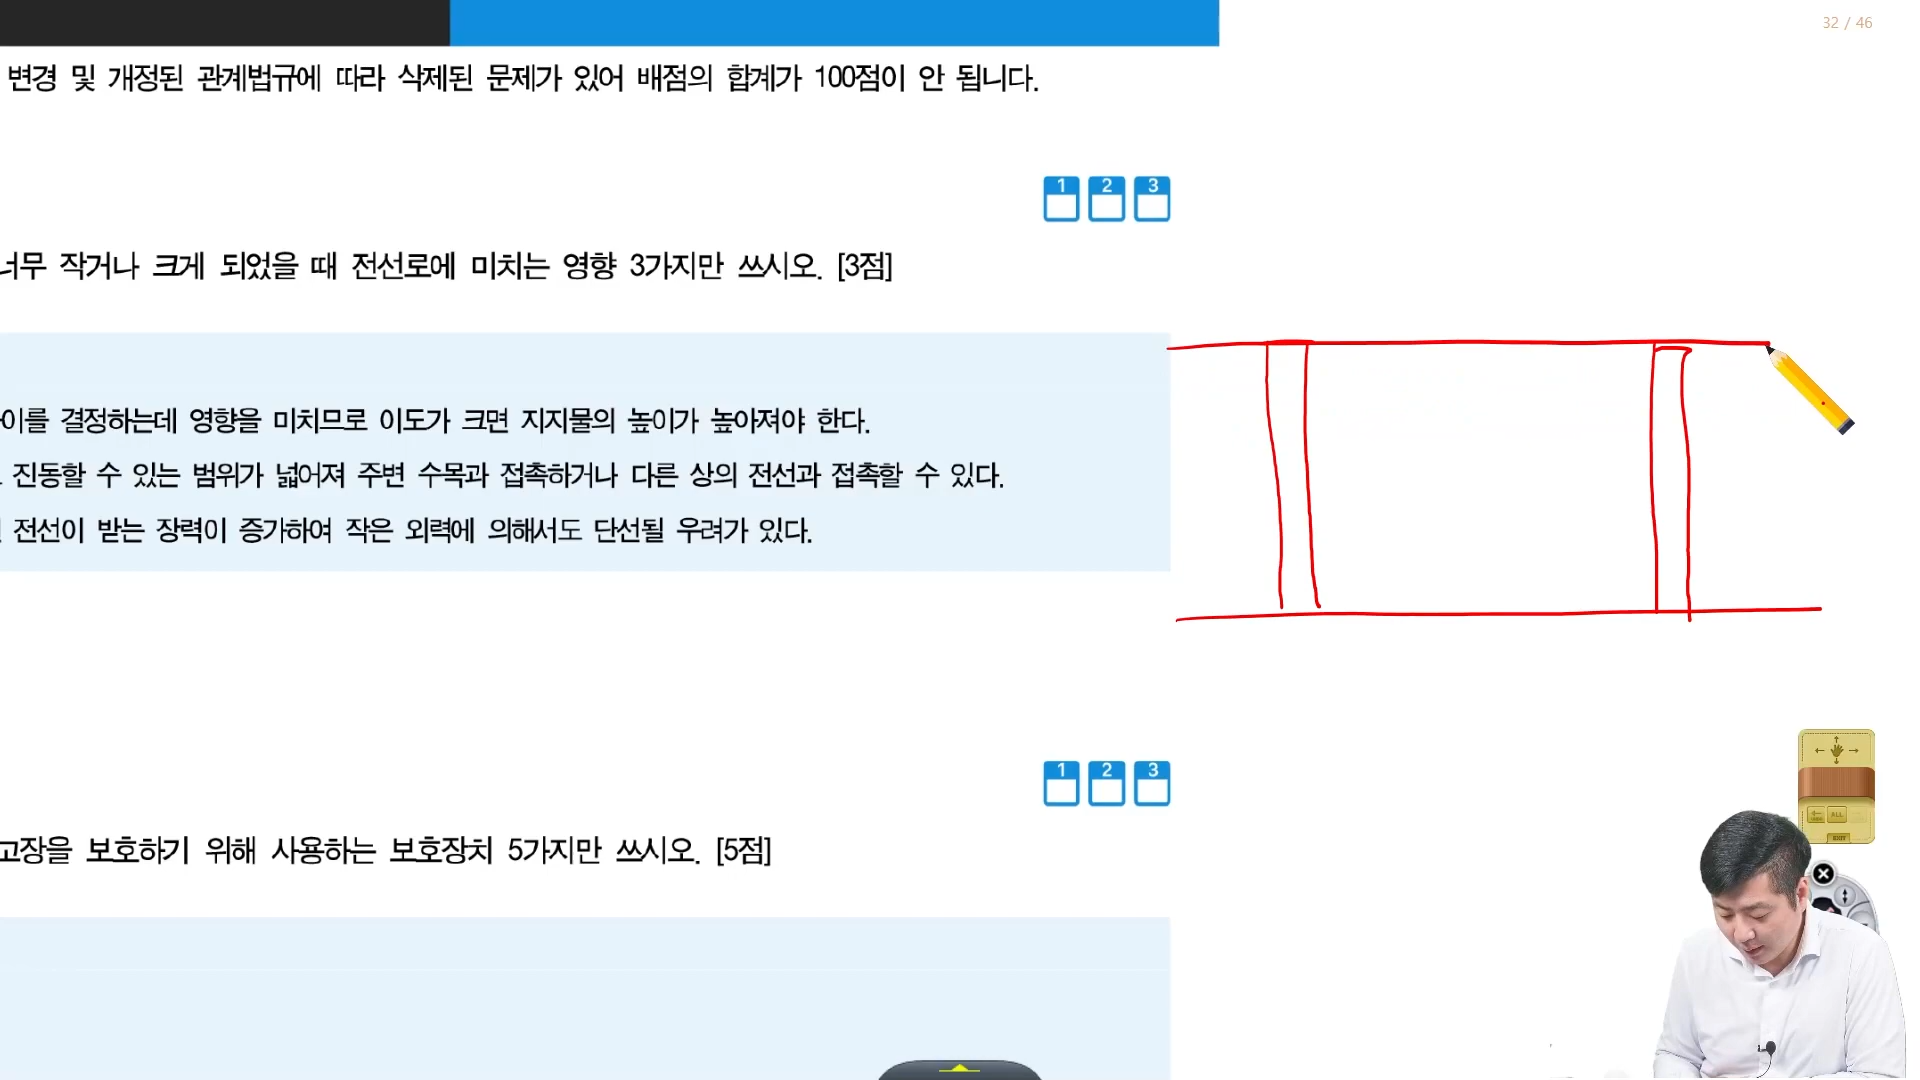 32 / 46
변경 및 개정된 관계법규에 따라 삭제된 문제가 있어 배점의 합계가 100점이 안 됩니다.
1 2 3
너무 작거나 크게 되었을 때 전선로에 미치는 영향 3가지만 쓰시오. [3점]
이를 결정하는데 영향을 미치므로 이도가 크면 지지물의 높이가 높아져야 한다.
진동할 수 있는 범위가 넓어져 주변 수목과 접촉하거나 다른 상의 전선과 접촉할 수 있다.
전선이 받는 장력이 증가하여 작은 외력에 의해서도 단선될 우려가 있다.
1 2 3
고장을 보호하기 위해 사용하는 보호장치 5가지만 쓰시오. [5점]
ALL
EXIT